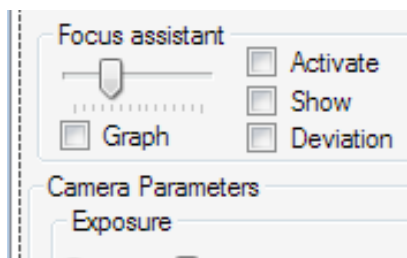 Focus assistant
Activate
Show
Graph
Deviation
Camera Parameters
Exposure